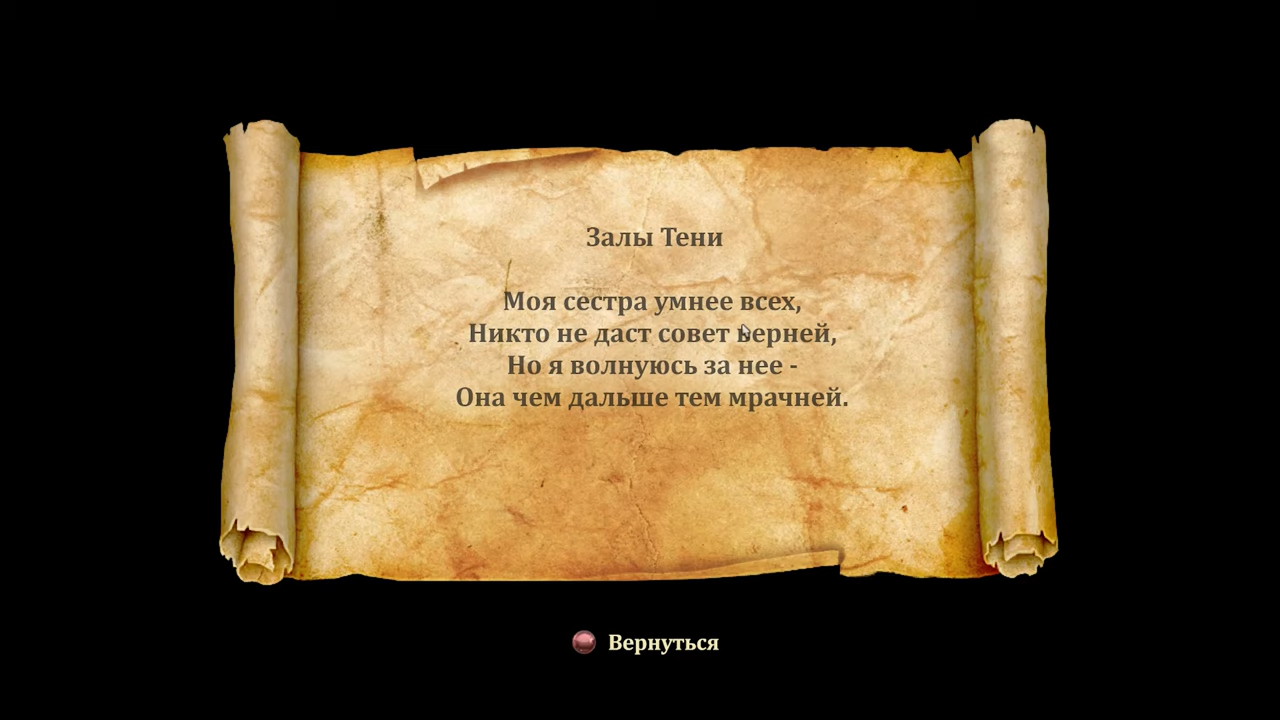 Залы Тени
Моя сестра умнее всех,
Никто не даст совет верней,
Но я волнуюсь за нее -
Она чем дальше тем мрачней.
Вернуться